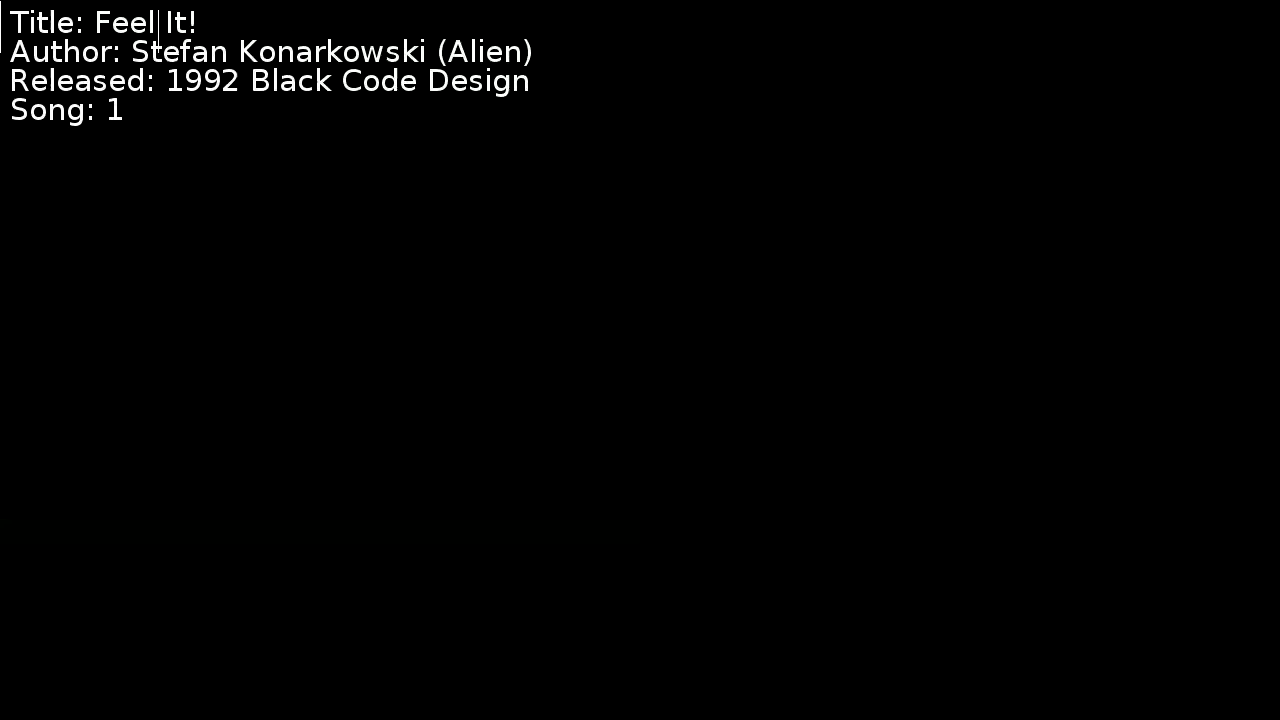 Title: Feel It!
Author: Stefan Konarkowski (Alien)
Released: 1992 Black Code Design
Song: 1